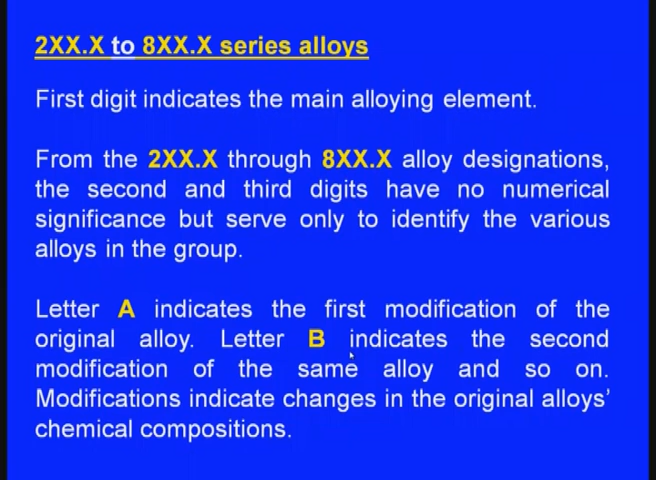 2XX.X to 8XX.X series alloys
First digit indicates the main alloying element.
From the 2XX.X through 8XX.X alloy designations,
the second and third digits have no numerical
significance but serve only to identify the various
alloys in the group.
Letter A indicates the first modification of the
original alloy. Letter B indicates the second
modification of the same alloy and so on.
Modifications indicate changes in the original alloys’
chemical compositions.